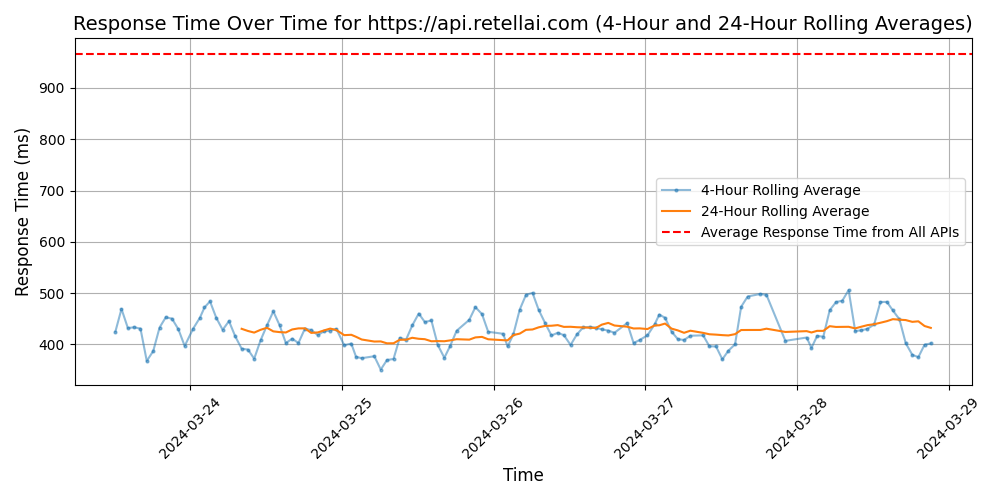 Response Time Over Time for https://api.retellai.com (4-Hour and 24-Hour Rolling Averages)
Response Time (ms)
900
800
700
600
500
400
4-Hour Rolling Average
24-Hour Rolling Average
Average Response Time from All APIs
2024-03-24
2024-03-25
2024-03-26
2024-03-27
2024-03-28
2024-03-29
Time